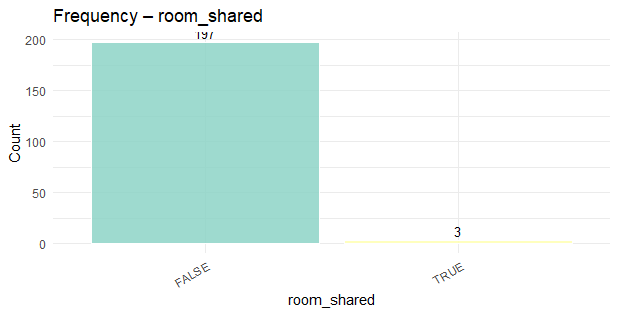 Frequency – room_shared
197
200
150
100
50
0
3
Count
FALSE
TRUE
room_shared